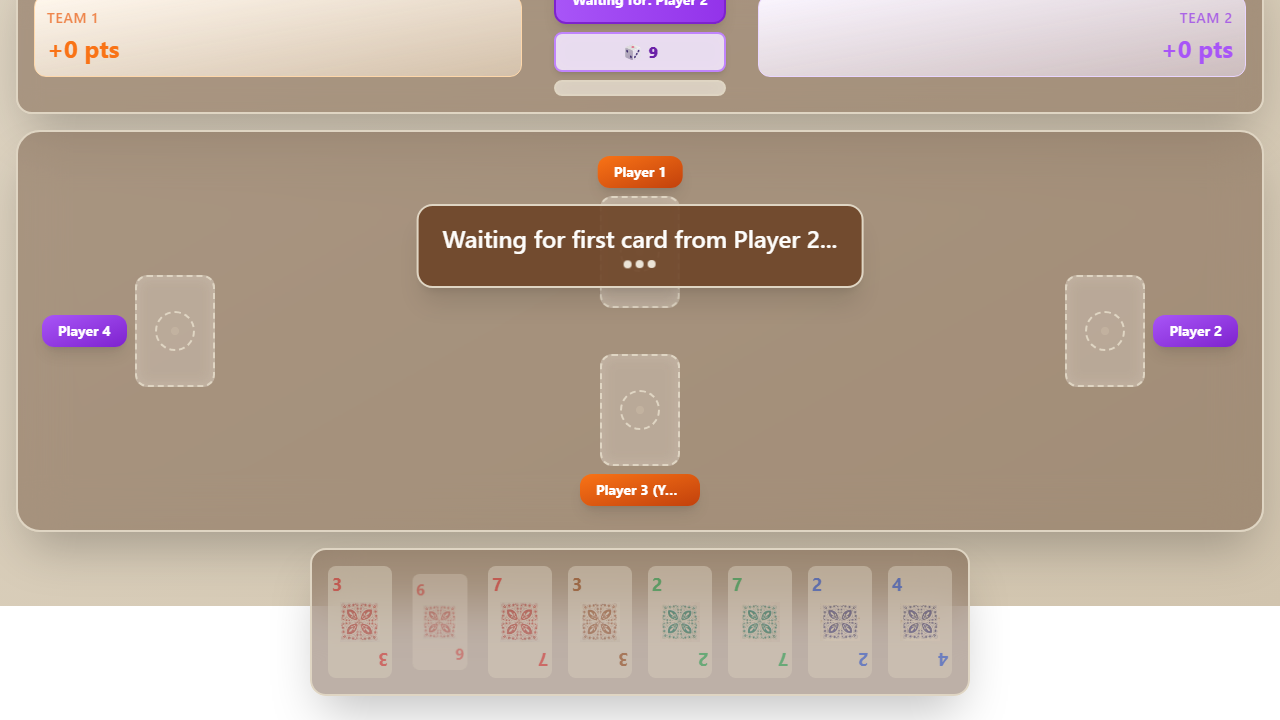 Waiting for: Player 2
TEAM 1
TEAM 2
+0 pts
9
+0 pts
Player 1
Waiting for first card from Player 2...
Player 4
Player 2
Player 3 (Y...
3 6 7 3 2 7 2 4
3 6 7 3 2 7 2 4